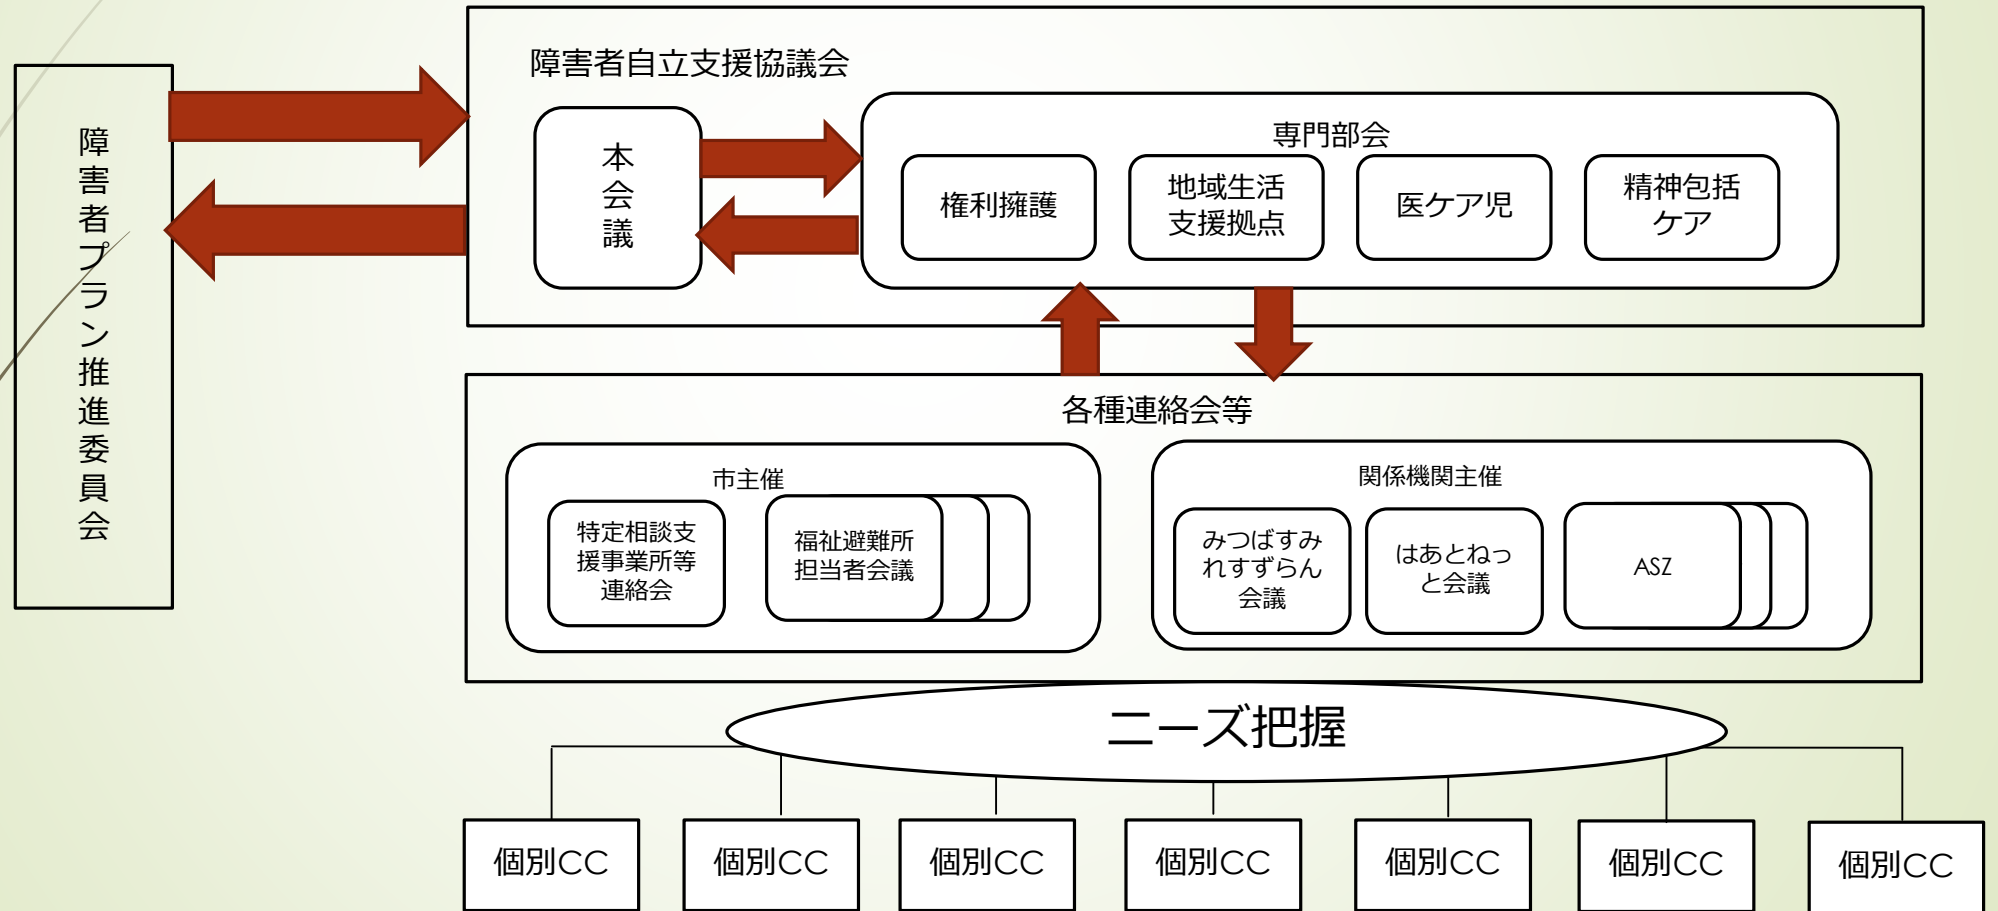 障害者プラン推進委員会
障害者自立支援協議会
本会議
専門部会
権利擁護
地域生活
支援拠点
医ケア児
精神包括
ケア
各種連絡会等
市主催
特定相談支
援事業所等
連絡会
福祉避難所
担当者会議
関係機関主催
みつばすみ
れすずらん
会議
はあとねっ
と会議
ASZ
ニーズ把握
個別CC
個別CC
個別CC
個別CC
個別CC
個別CC
個別CC